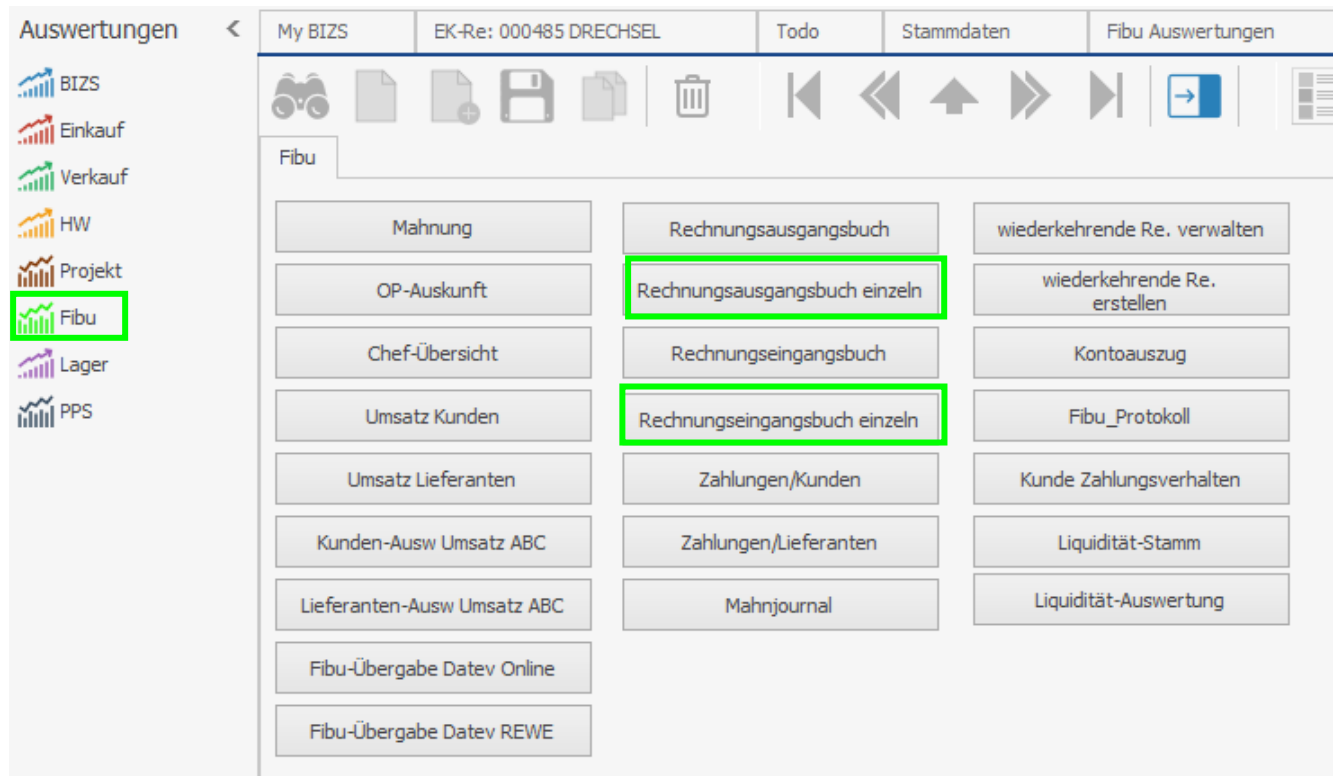 Auswertungen <
My BIZS
EK-Re: 000485 DRECHSEL
Todo
Stammdaten
Fibu Auswertungen
BIZS
Einkauf
Verkauf
HW
Projekt
Fibu
Lager
PPS
Fibu
Mahnung
Rechnungsausgangsbuch
wiederkehrende Re. verwalten
OP-Auskunft
Rechnungsausgangsbuch einzeln
wiederkehrende Re.
erstellen
Chef-Übersicht
Rechnungseingangsbuch
Kontoauszug
Umsatz Kunden
Rechnungseingangsbuch einzeln
Fibu_Protokoll
Umsatz Lieferanten
Zahlungen/Kunden
Kunde Zahlungsverhalten
Kunden-Ausw Umsatz ABC
Zahlungen/Lieferanten
Liquidität-Stamm
Lieferanten-Ausw Umsatz ABC
Mahnjournal
Liquidität-Auswertung
Fibu-Übergabe Datev Online
Fibu-Übergabe Datev REWE